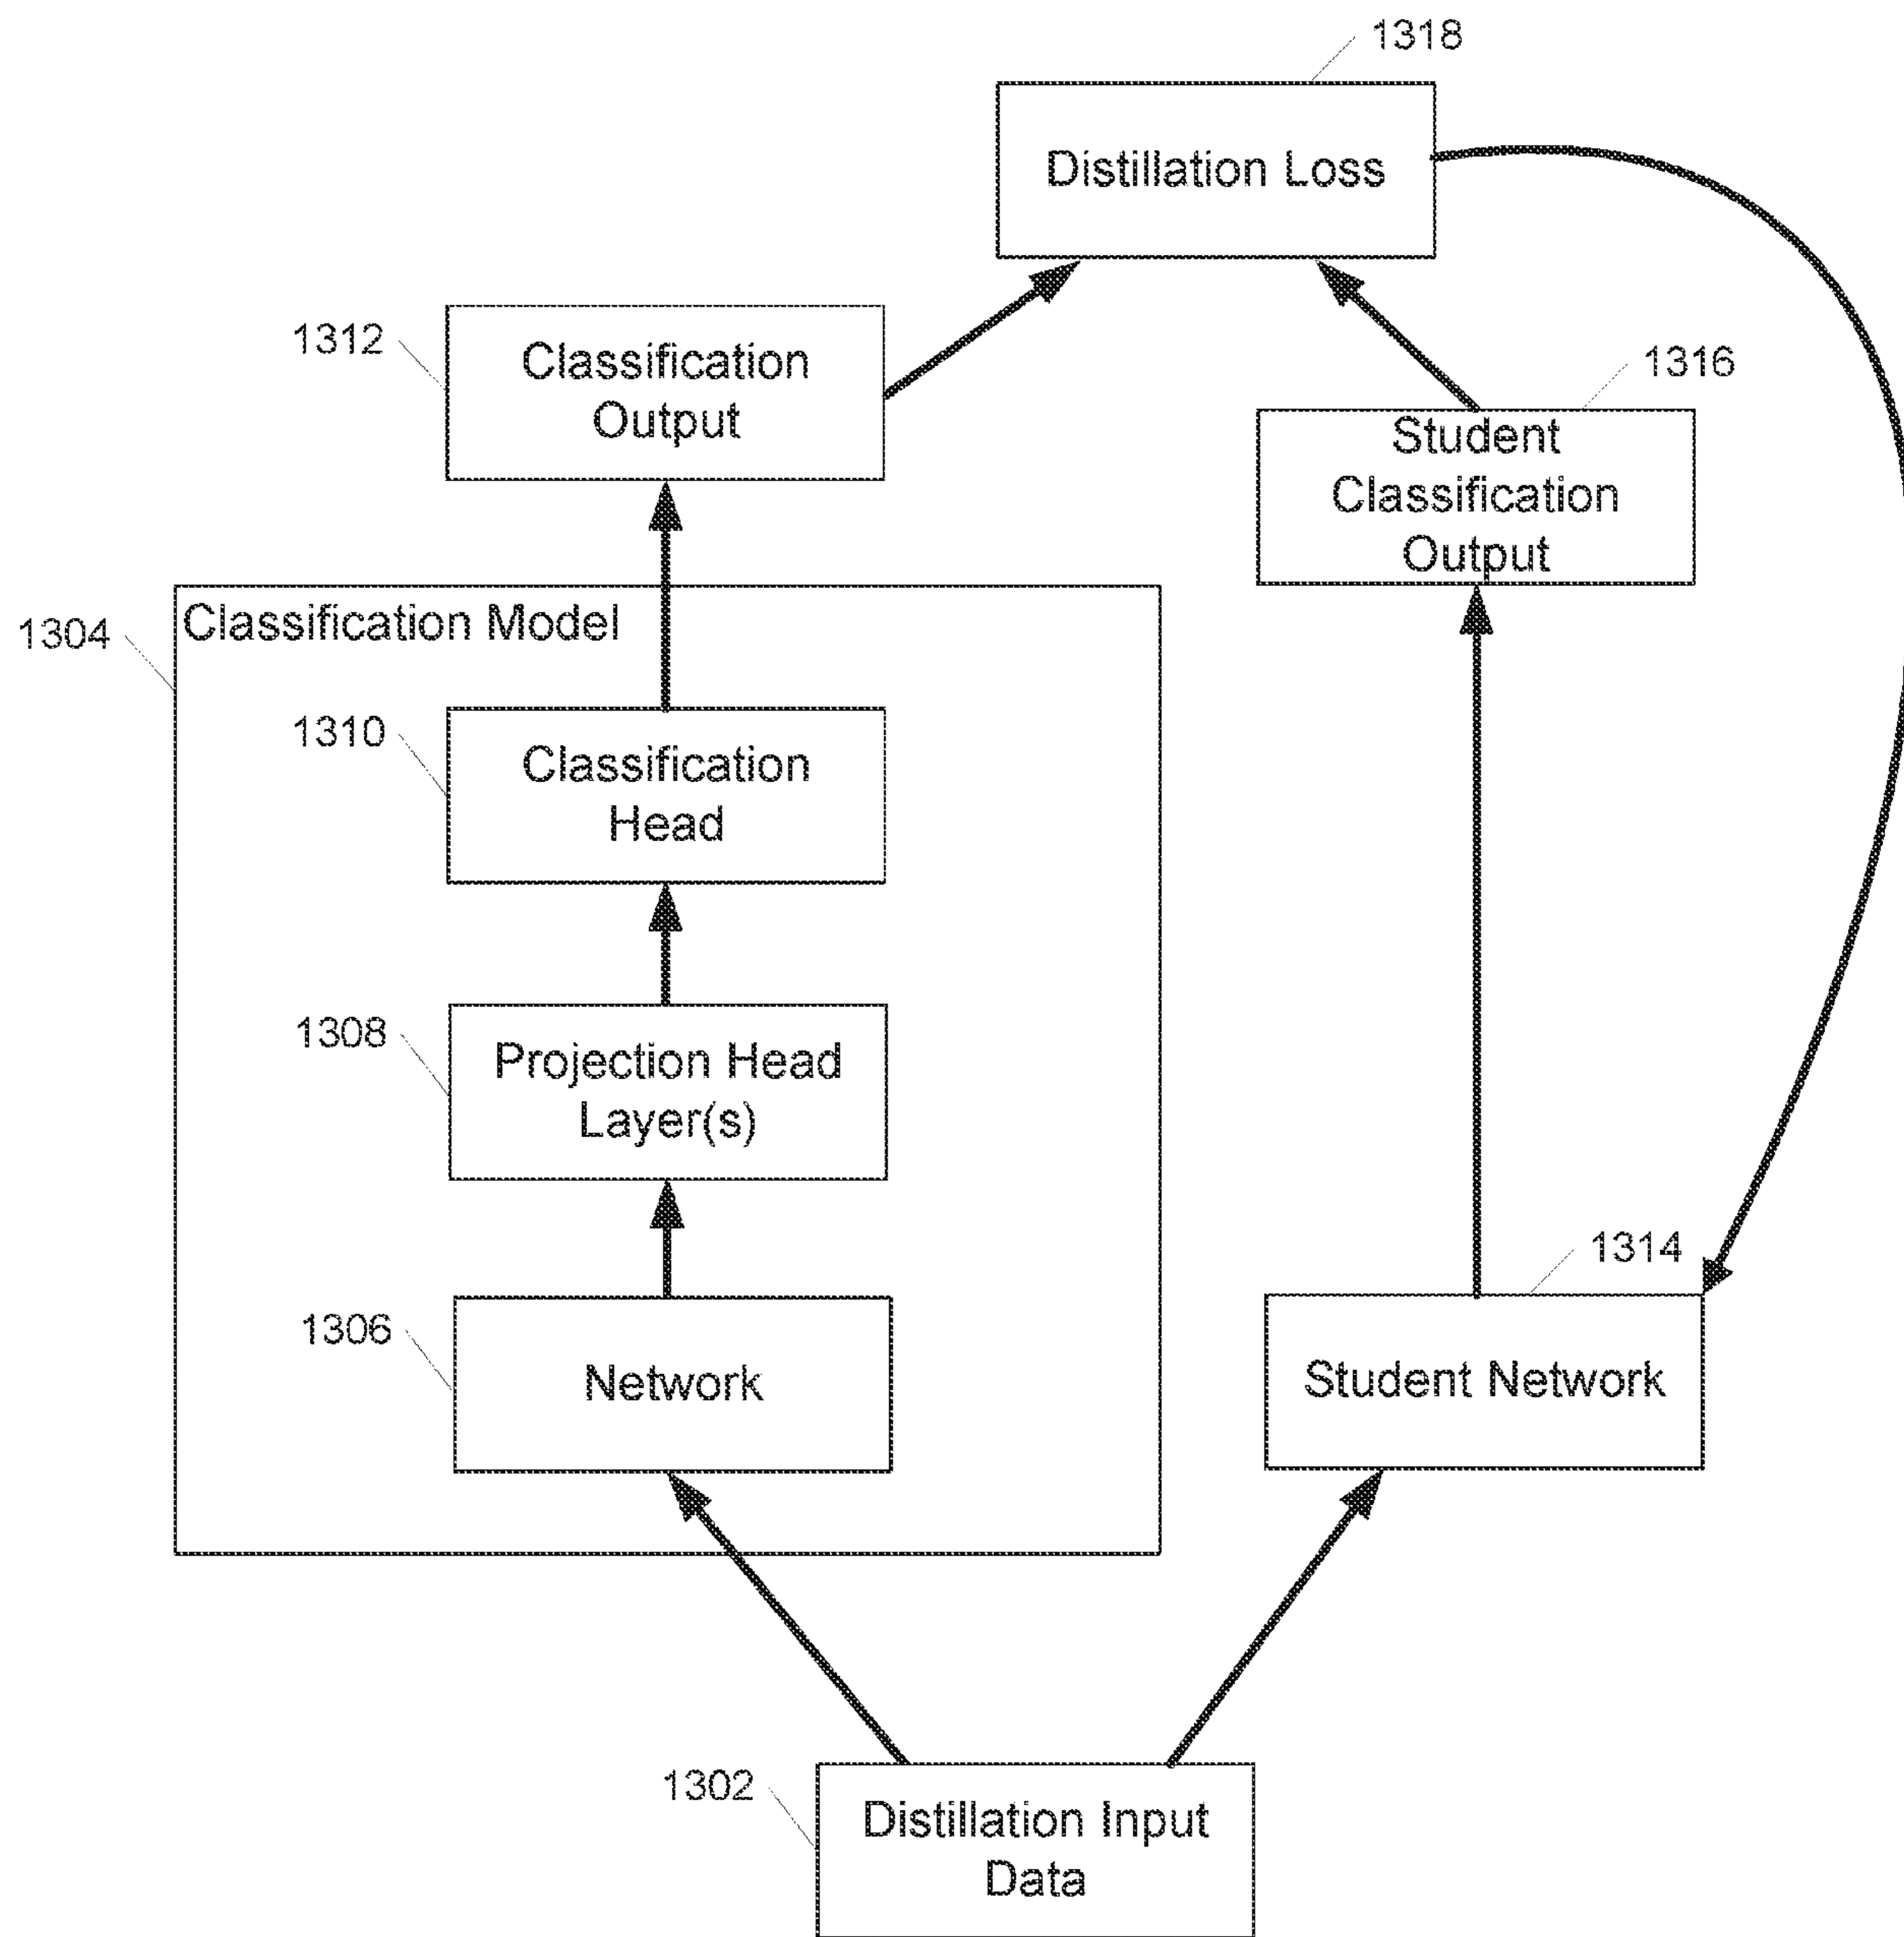 1318
Distillation Loss
1312
Classification
Output
1316
Student
Classification
Output
1304
Classification Model
1310
Classification
Head
1308
Projection Head
Layer(s)
1306
Network
1314
Student Network
1302
Distillation Input
Data